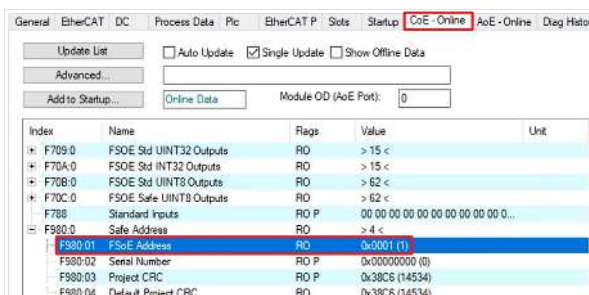 General EtherCAT DC Process Data Plc EtherCAT P Slots Startup CoE - Online AoE - Online Diag Histo
Update List Auto Update Single Update Show Offline Data
Advanced...
Add to Startup... Online Data Module OD (AoE Port): 0
Index Name Flags Value Unit
F709:0 FSOE Std UINT32 Outputs RO > 15 <
F70A:0 FSOE Std INT32 Outputs RO > 15 <
F70B:0 FSOE Std UINT8 Outputs RO > 62 <
F70C:0 FSOE Safe UINT8 Outputs RO > 62 <
F788 Standard Inputs RO P 00 00 00 00 00 00 00 00 00 0...
F980:0 Safe Address RO > 4 <
F980:01 FSoE Address RO 0x0001 (1)
F980:02 Serial Number RO P 0x00000000 (0)
F980:03 Project CRC RO P 0x38C6 (14534)
F980:04 Default Project CRC RO 0x38C6 (14534)